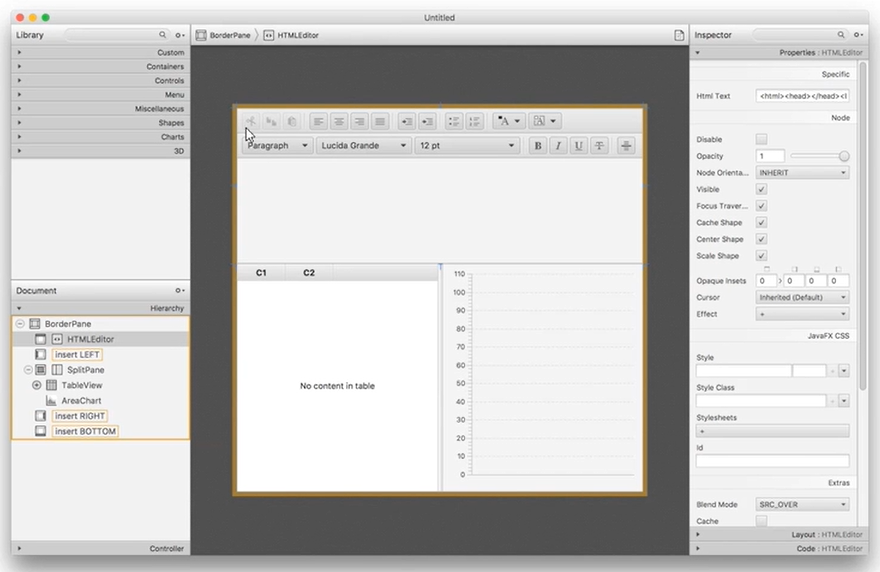 Untitled
Library
BorderPane
HTMLEditor
Inspector
Custom
Containers
Controls
Menu
Miscellaneous
Shapes
Charts
3D
Document
Hierarchy
BorderPane
HTMLEditor
insert LEFT
SplitPane
TableView
AreaChart
insert RIGHT
insert BOTTOM
Controller
A
A
Paragraph
Lucida Grande
12 pt
B
I
U
T
C1
C2
No content in table
110
100
90
80
70
60
50
40
30
20
10
0
Properties : HTMLEditor
Specific
Html Text
<html><head></head><l
Node
Disable
Opacity
1
Node Orienta...
INHERIT
Visible
Focus Traver...
Cache Shape
Center Shape
Scale Shape
Opaque Insets
0
0
0
0
Cursor
Inherited (Default)
Effect
+
JavaFX CSS
Style
Style Class
Stylesheets
+
Id
Extras
Blend Mode
SRC_OVER
Cache
Layout : HTMLEditor
Code : HTMLEditor